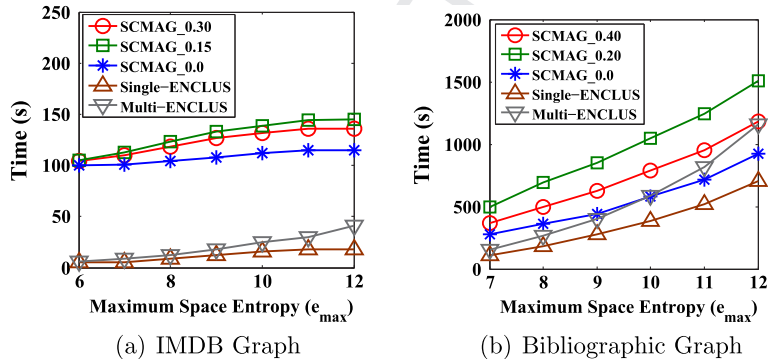 SCMAG_0.30
SCMAG_0.15
SCMAG_0.0
Single−ENCLUS
Multi−ENCLUS
250
200
150
100
50
0
Time (s)
6
8
10
12
Maximum Space Entropy (e_max)
(a) IMDB Graph
SCMAG_0.40
SCMAG_0.20
SCMAG_0.0
Single−ENCLUS
Multi−ENCLUS
2000
1500
1000
500
0
Time (s)
7
8
9
10
11
12
Maximum Space Entropy (e_max)
(b) Bibliographic Graph